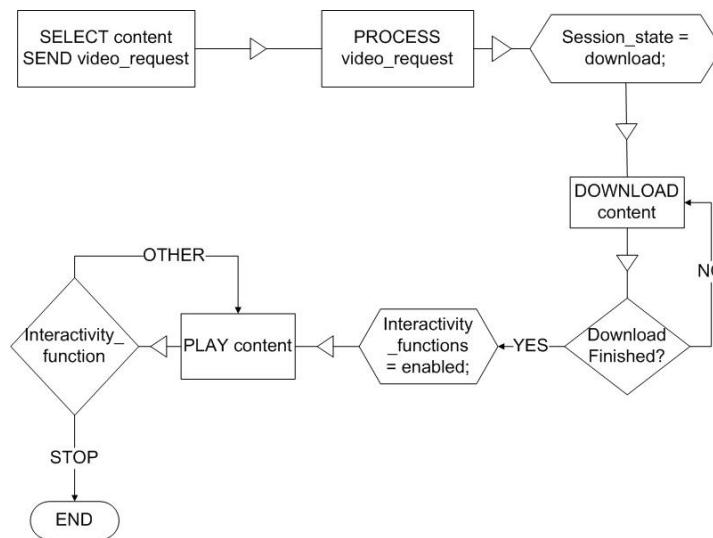 SELECT content
SEND video_request
PROCESS
video_request
Session_state =
download;
DOWNLOAD
content
Download
Finished?
YES
Interactivity
_functions
= enabled;
PLAY content
OTHER
Interactivity_
function
STOP
END